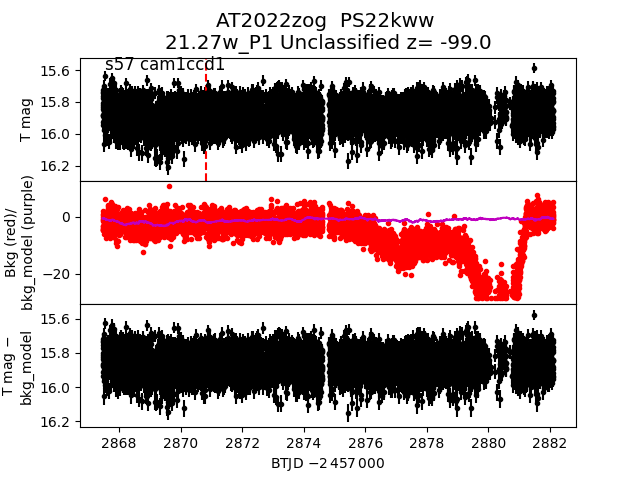 AT2022zog  PS22kww
21.27w_P1 Unclassified z= -99.0
s57 cam1ccd1
15.6
15.8
16.0
16.2
T mag
0
−20
Bkg (red)/
bkg_model (purple)
15.6
15.8
16.0
16.2
T mag −
bkg_model
2868 2870 2872 2874 2876 2878 2880 2882
BTJD −2 457 000